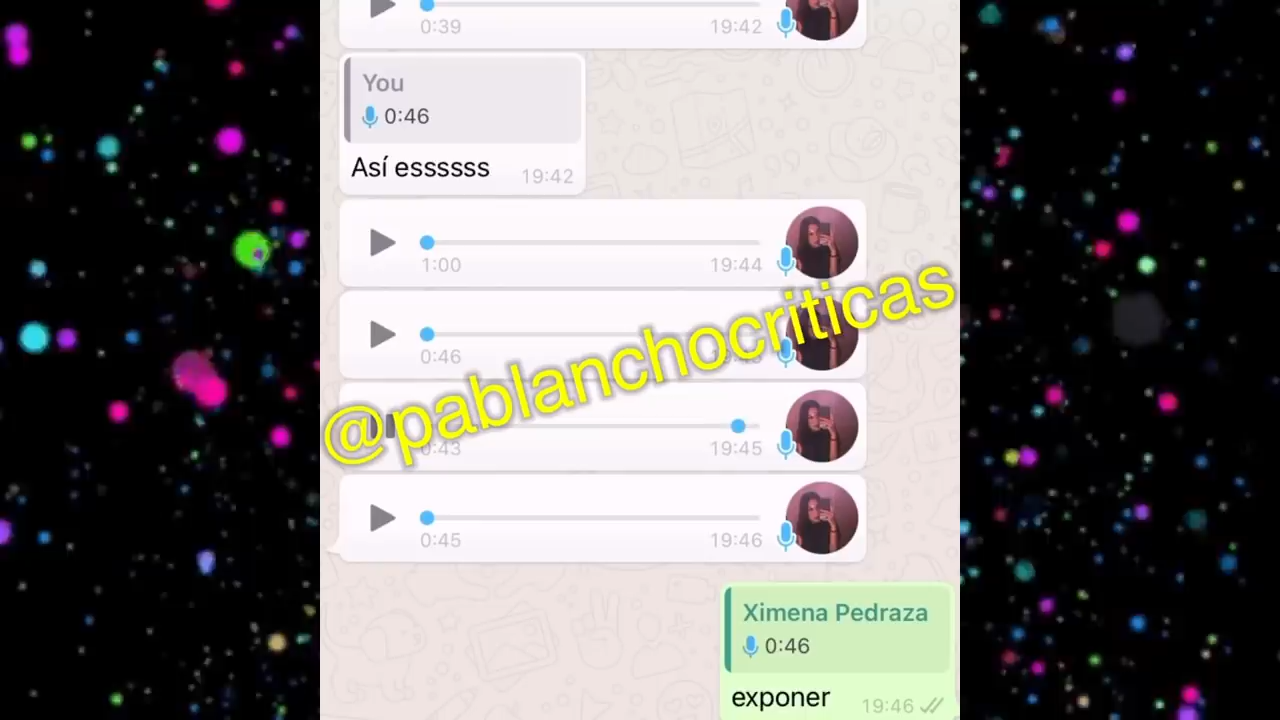 0:39 19:42
You
0:46
Así essssss 19:42
1:00 19:44
0:46
@pablanchocriticas
0:43 19:45
0:45 19:46
Ximena Pedraza
0:46
exponer 19:46